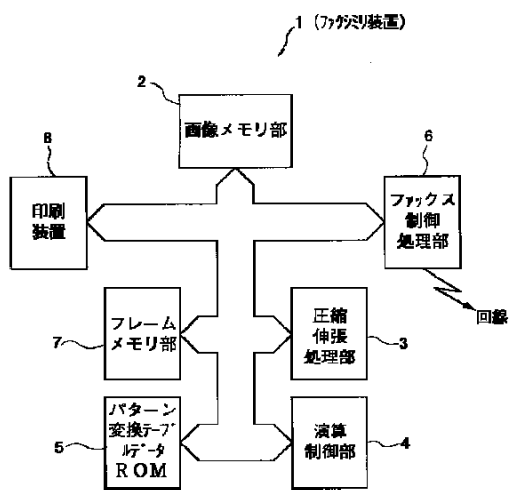 1 (ファクシミリ装置)
2
画像メモリ部
8
印刷
装置
6
ファックス
制御
処理部
回線
7
フレーム
メモリ部
圧縮
伸張
処理部
3
5
パターン
変換テーブ
ルデータ
ROM
演算
制御部
4